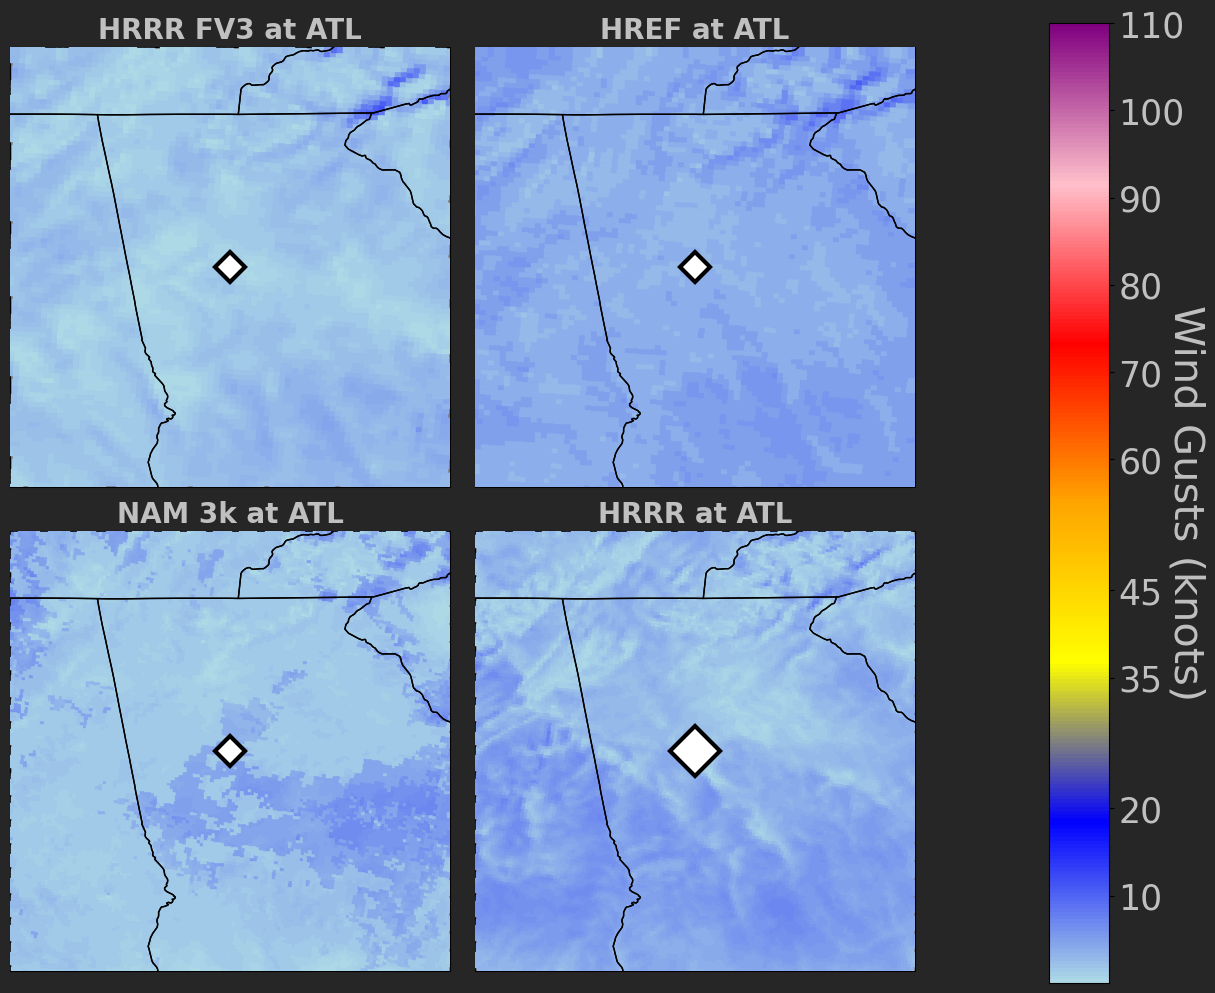 HRRR FV3 at ATL
HREF at ATL
NAM 3k at ATL
HRRR at ATL
110
100
90
80
70
60
45
35
20
10
Wind Gusts (knots)